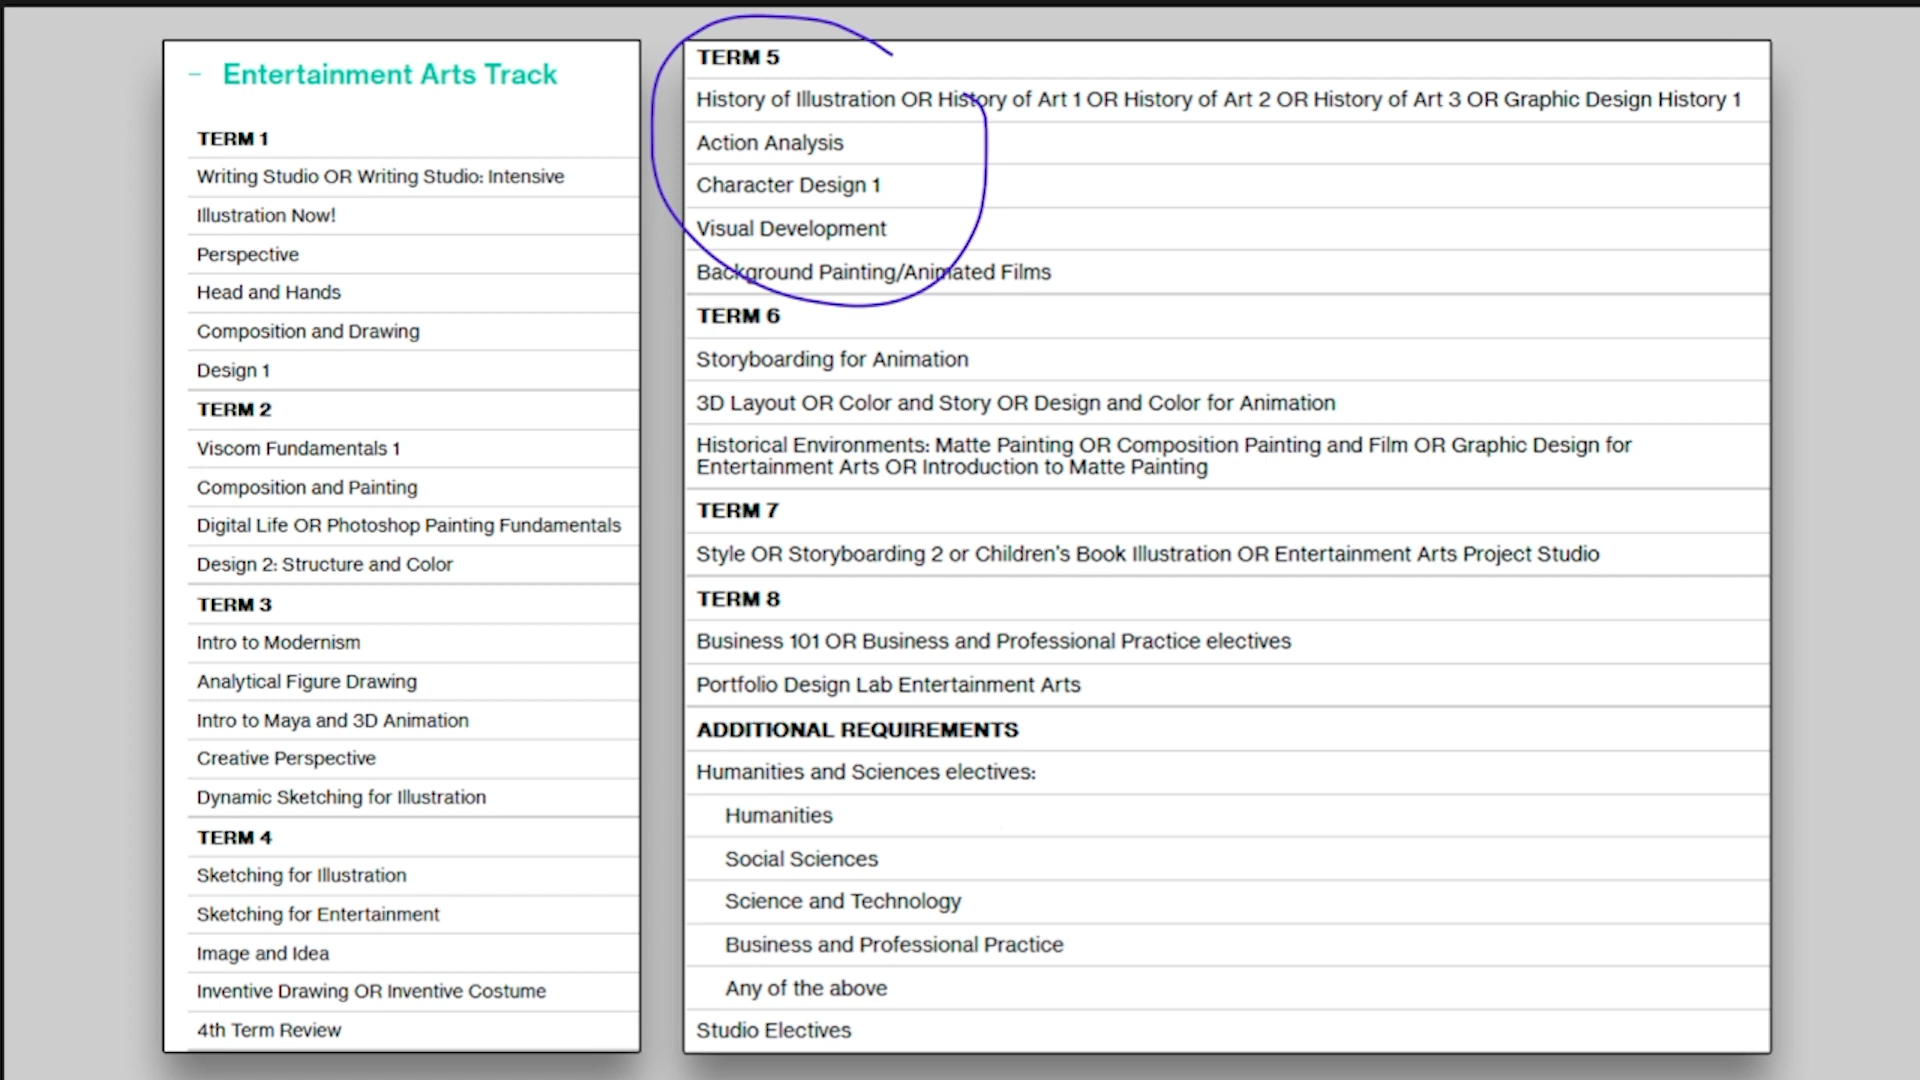 – Entertainment Arts Track
TERM 1
Writing Studio OR Writing Studio: Intensive
Illustration Now!
Perspective
Head and Hands
Composition and Drawing
Design 1
TERM 2
Viscom Fundamentals 1
Composition and Painting
Digital Life OR Photoshop Painting Fundamentals
Design 2: Structure and Color
TERM 3
Intro to Modernism
Analytical Figure Drawing
Intro to Maya and 3D Animation
Creative Perspective
Dynamic Sketching for Illustration
TERM 4
Sketching for Illustration
Sketching for Entertainment
Image and Idea
Inventive Drawing OR Inventive Costume
4th Term Review
TERM 5
History of Illustration OR History of Art 1 OR History of Art 2 OR History of Art 3 OR Graphic Design History 1
Action Analysis
Character Design 1
Visual Development
Background Painting/Animated Films
TERM 6
Storyboarding for Animation
3D Layout OR Color and Story OR Design and Color for Animation
Historical Environments: Matte Painting OR Composition Painting and Film OR Graphic Design for
Entertainment Arts OR Introduction to Matte Painting
TERM 7
Style OR Storyboarding 2 or Children's Book Illustration OR Entertainment Arts Project Studio
TERM 8
Business 101 OR Business and Professional Practice electives
Portfolio Design Lab Entertainment Arts
ADDITIONAL REQUIREMENTS
Humanities and Sciences electives:
Humanities
Social Sciences
Science and Technology
Business and Professional Practice
Any of the above
Studio Electives